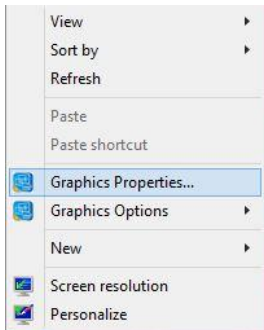 View
Sort by
Refresh
Paste
Paste shortcut
Graphics Properties...
Graphics Options
New
Screen resolution
Personalize